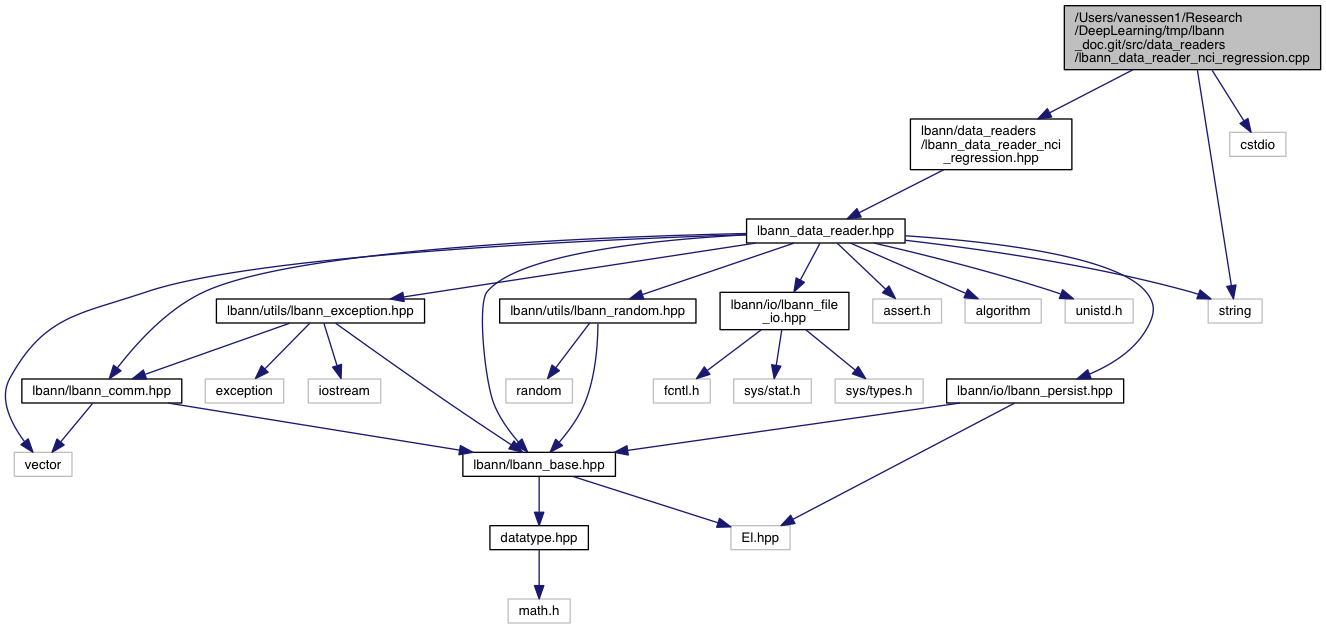 /Users/vanessen1/Research
/DeepLearning/tmp/lbann
_doc.git/src/data_readers
/lbann_data_reader_nci_regression.cpp
lbann/data_readers
/lbann_data_reader_nci
_regression.hpp
cstdio
lbann_data_reader.hpp
lbann/utils/lbann_exception.hpp
lbann/utils/lbann_random.hpp
lbann/io/lbann_file
_io.hpp
assert.h
algorithm
unistd.h
string
lbann/lbann_comm.hpp
exception
iostream
random
fcntl.h
sys/stat.h
sys/types.h
lbann/io/lbann_persist.hpp
vector
lbann/lbann_base.hpp
datatype.hpp
El.hpp
math.h